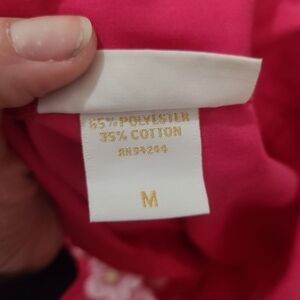 65% POLYESTER
35% COTTON
RN94244
M